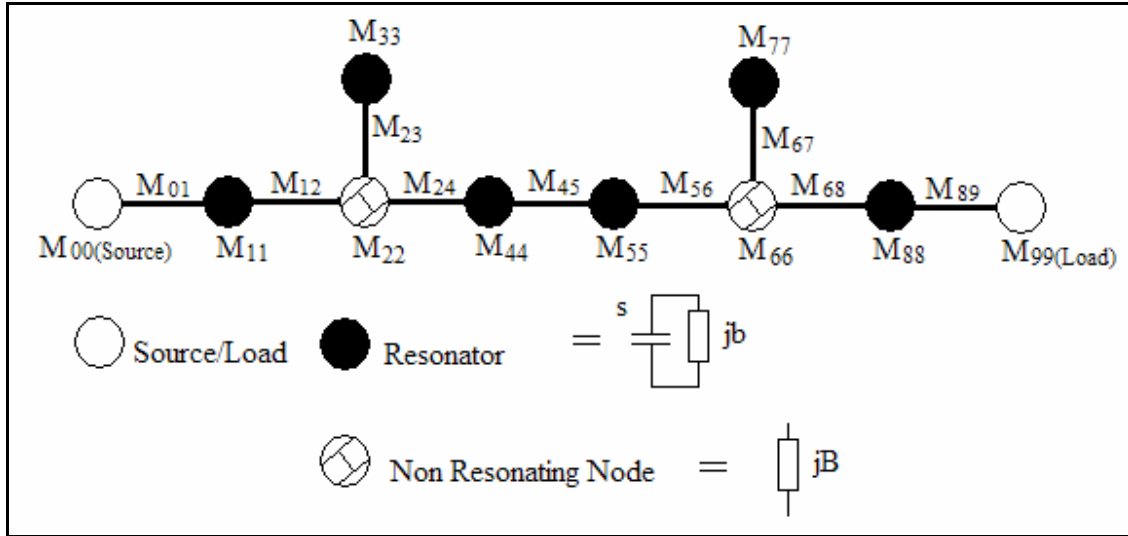 M33 M77
M23 M67
M01 M12 M24 M45 M56 M68 M89
M00(Source) M11 M22 M44 M55 M66 M88 M99(Load)
Source/Load Resonator = s jb
Non Resonating Node = jB